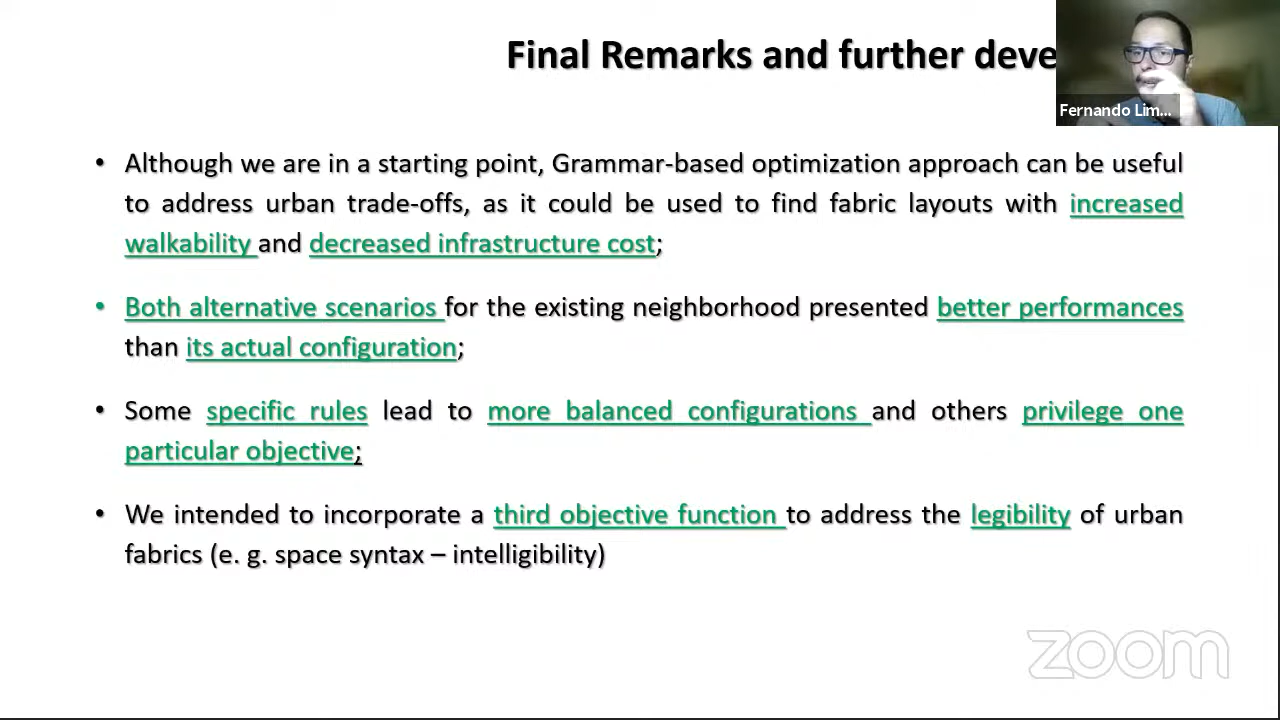 Final Remarks and further deve
Fernando Lim...
• Although we are in a starting point, Grammar-based optimization approach can be useful
to address urban trade-offs, as it could be used to find fabric layouts with increased
walkability and decreased infrastructure cost;
• Both alternative scenarios for the existing neighborhood presented better performances
than its actual configuration;
• Some specific rules lead to more balanced configurations and others privilege one
particular objective;
• We intended to incorporate a third objective function to address the legibility of urban
fabrics (e. g. space syntax – intelligibility)
zoom